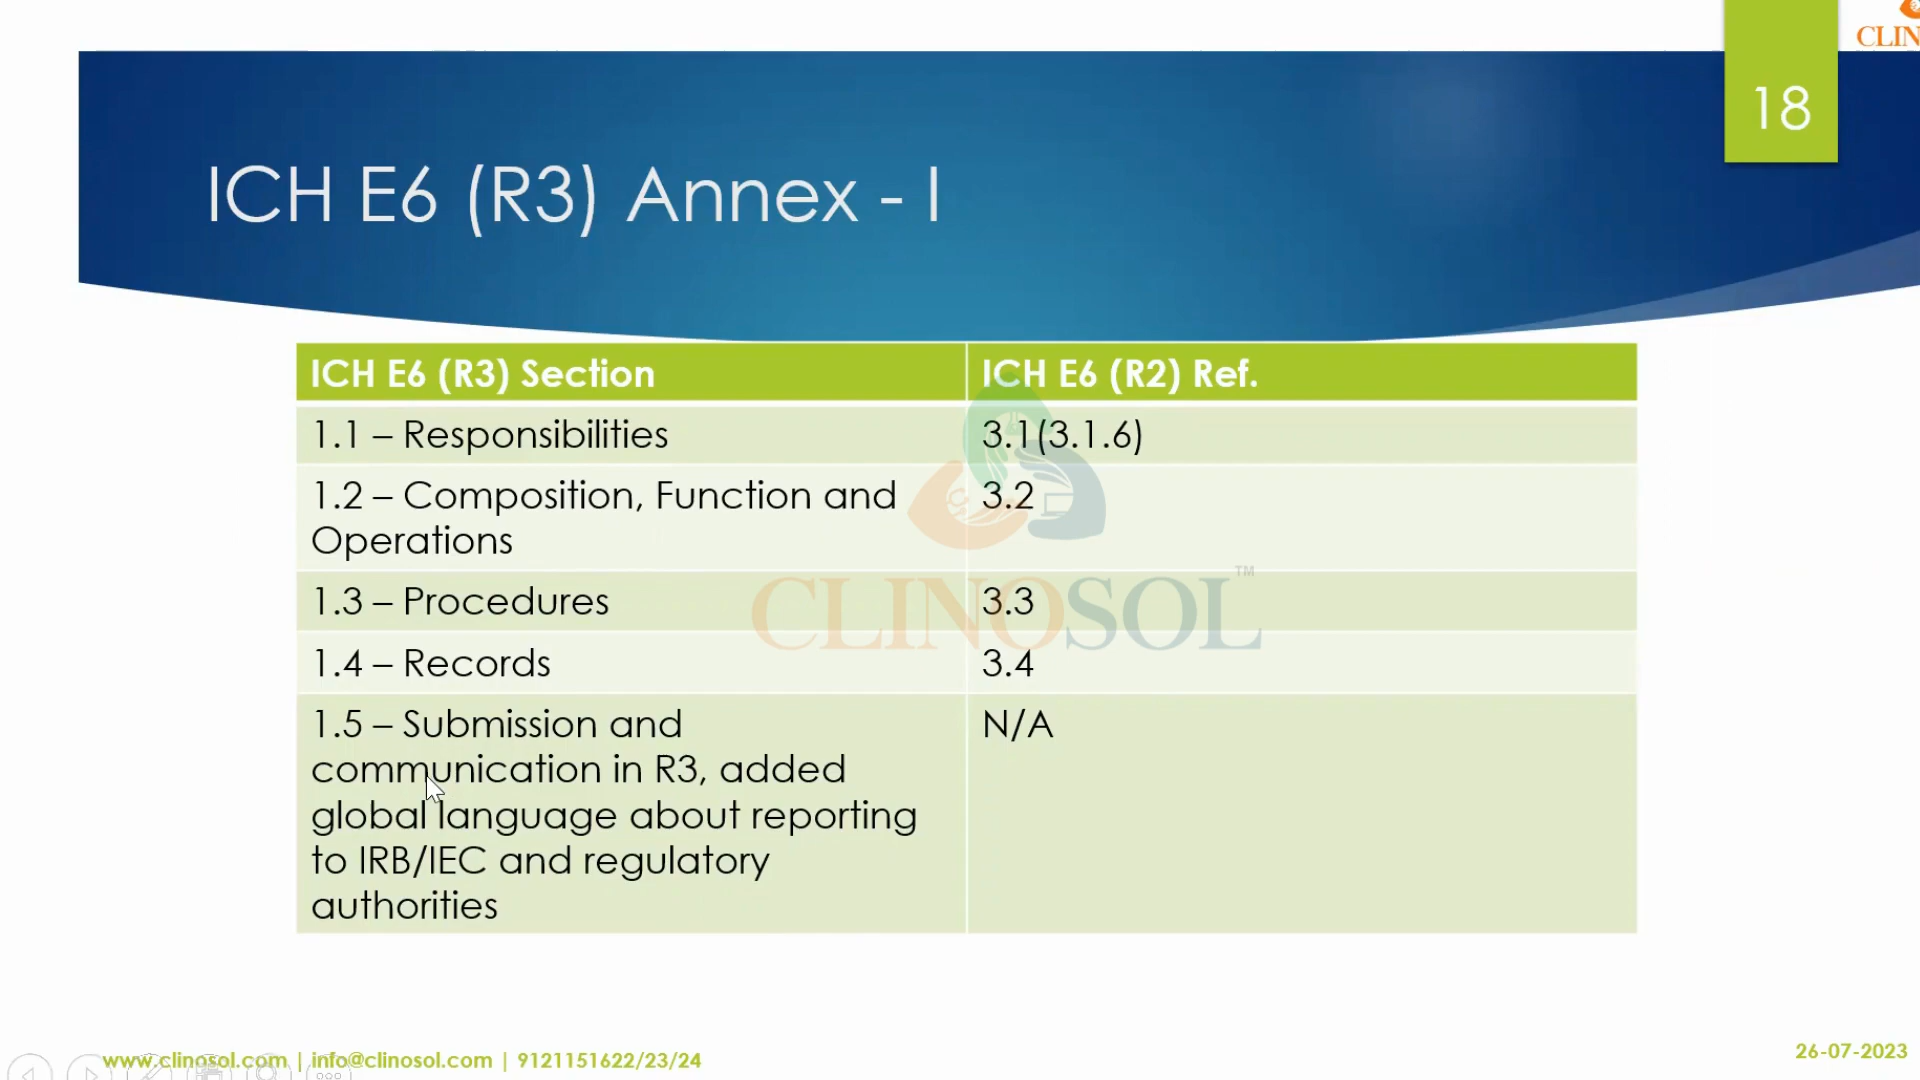 CLIN
18
ICH E6 (R3) Annex - I
ICH E6 (R3) Section
ICH E6 (R2) Ref.
1.1 – Responsibilities
3.1(3.1.6)
1.2 – Composition, Function and
Operations
3.2
1.3 – Procedures
3.3
1.4 – Records
3.4
1.5 – Submission and
communication in R3, added
global language about reporting
to IRB/IEC and regulatory
authorities
N/A
CLINOSOL™
www.clinosol.com | info@clinosol.com | 9121151622/23/24
26-07-2023